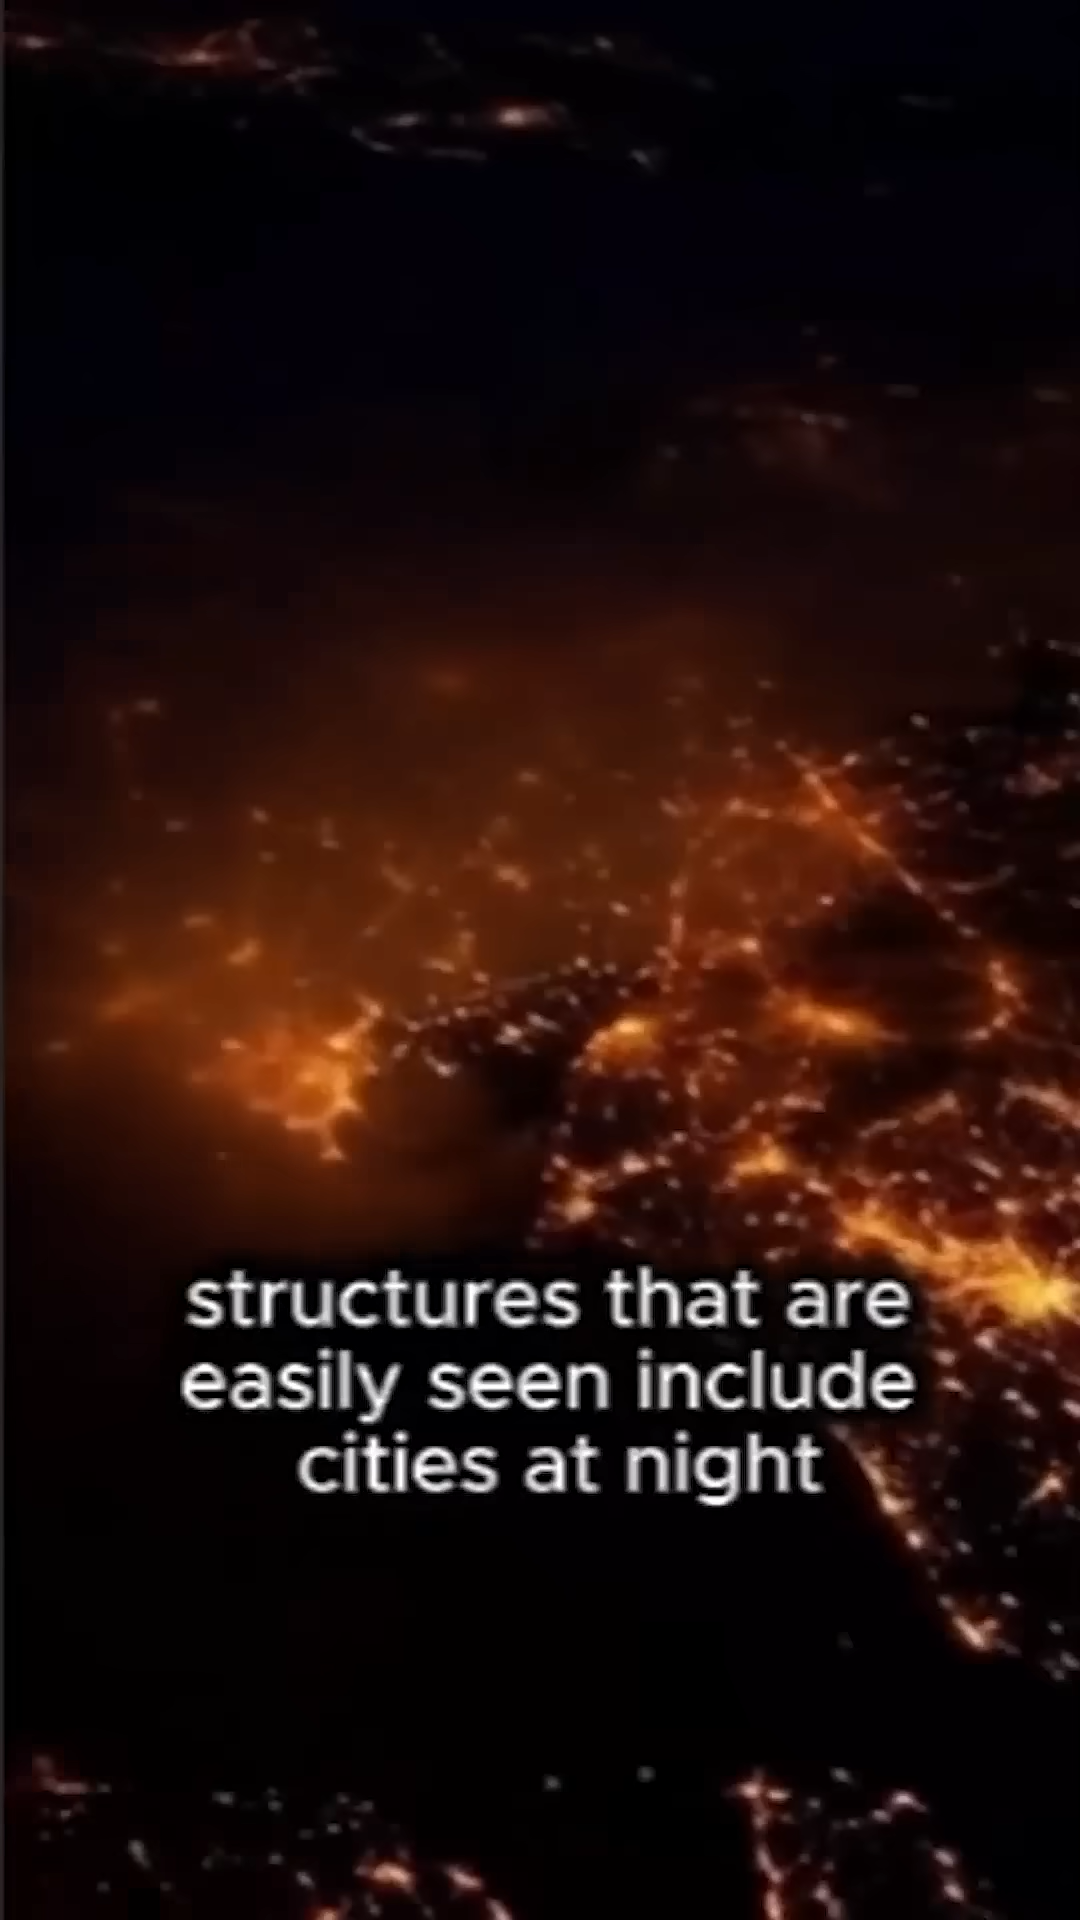 structures that are
easily seen include
cities at night